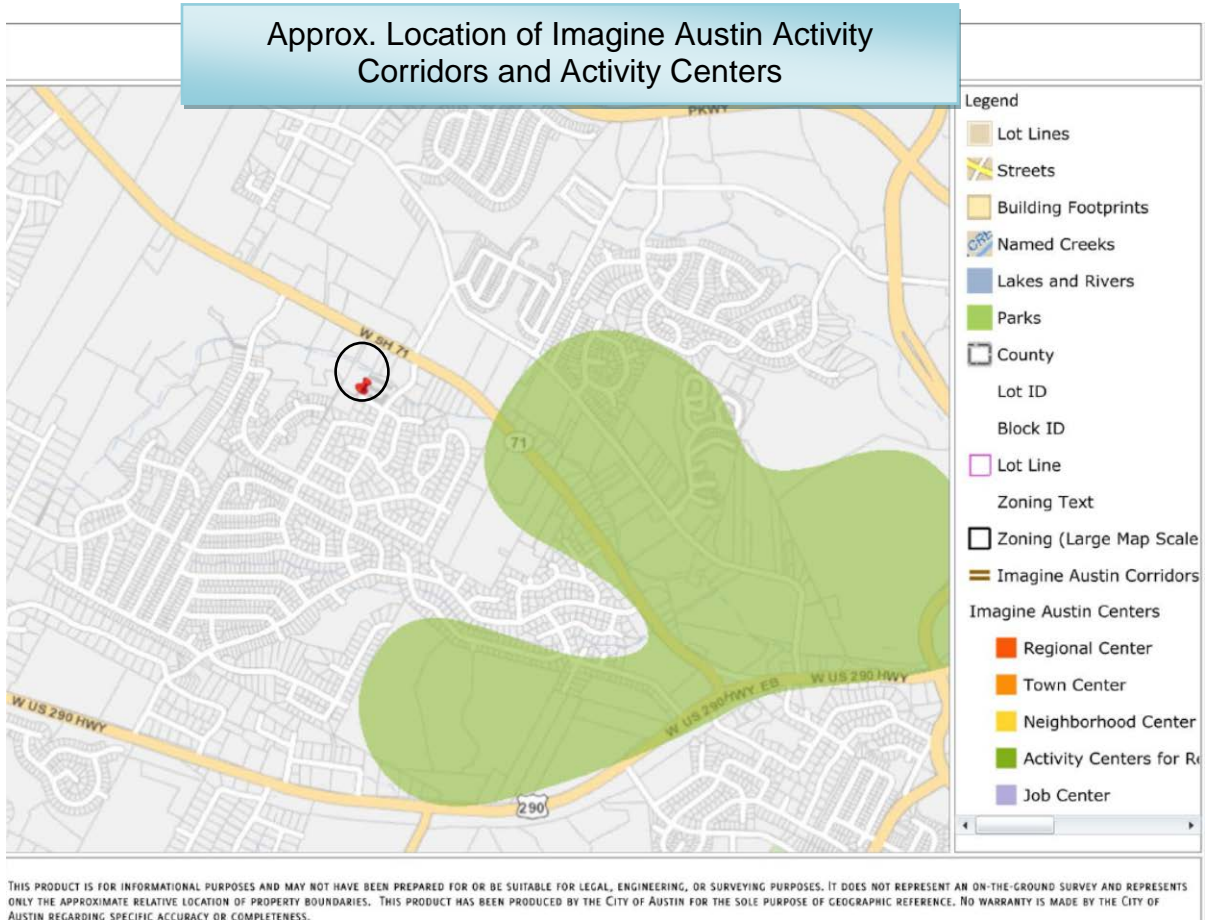 Approx. Location of Imagine Austin Activity
Corridors and Activity Centers
PKWY
W SH 71
71
W US 290 HWY
W US 290 HWY EB
W US 290 HWY
290
Legend
Lot Lines
Streets
Building Footprints
CRE
Named Creeks
Lakes and Rivers
Parks
County
Lot ID
Block ID
Lot Line
Zoning Text
Zoning (Large Map Scale
Imagine Austin Corridors
Imagine Austin Centers
Regional Center
Town Center
Neighborhood Center
Activity Centers for Re
Job Center
THIS PRODUCT IS FOR INFORMATIONAL PURPOSES AND MAY NOT HAVE BEEN PREPARED FOR OR BE SUITABLE FOR LEGAL, ENGINEERING, OR SURVEYING PURPOSES. IT DOES NOT REPRESENT AN ON-THE-GROUND SURVEY AND REPRESENTS
ONLY THE APPROXIMATE RELATIVE LOCATION OF PROPERTY BOUNDARIES. THIS PRODUCT HAS BEEN PRODUCED BY THE CITY OF AUSTIN FOR THE SOLE PURPOSE OF GEOGRAPHIC REFERENCE. NO WARRANTY IS MADE BY THE CITY OF
AUSTIN REGARDING SPECIFIC ACCURACY OR COMPLETENESS.